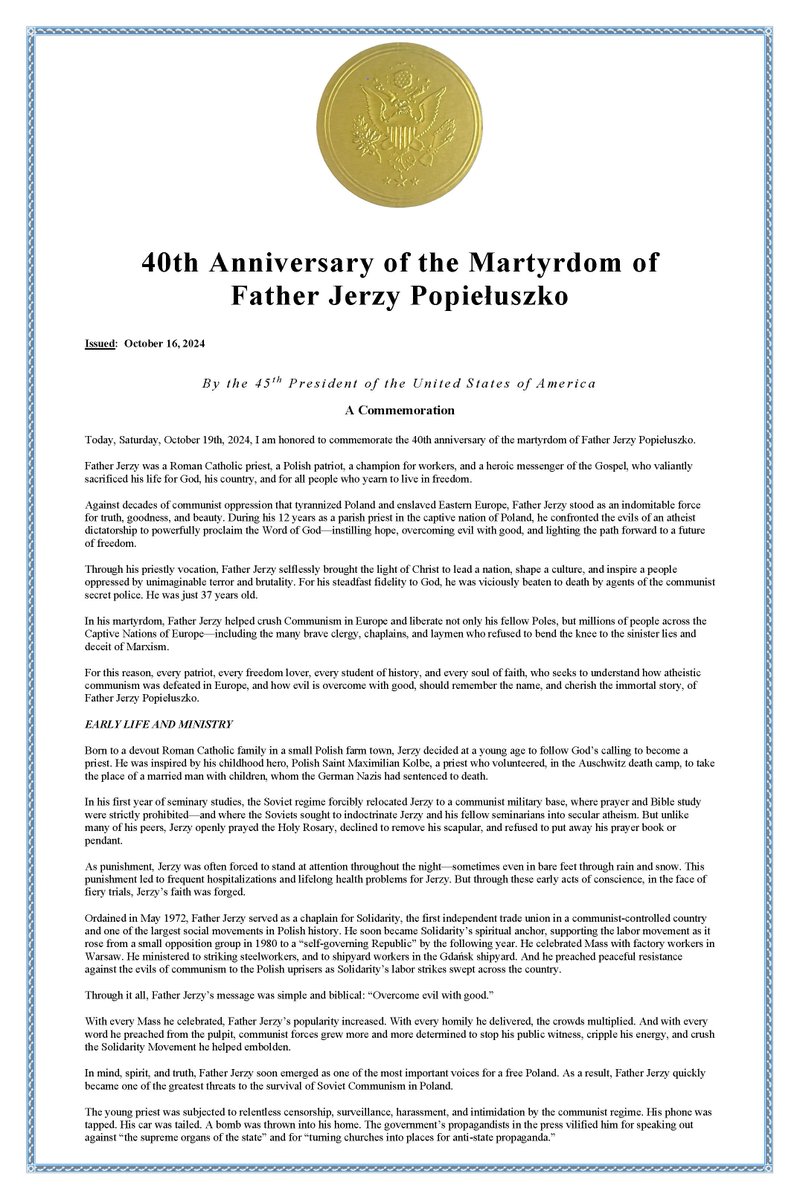 40th Anniversary of the Martyrdom of
Father Jerzy Popiełuszko
Issued: October 16, 2024
By the 45th President of the United States of America
A Commemoration
Today, Saturday, October 19th, 2024, I am honored to commemorate the 40th anniversary of the martyrdom of Father Jerzy Popiełuszko.
Father Jerzy was a Roman Catholic priest, a Polish patriot, a champion for workers, and a heroic messenger of the Gospel, who valiantly
sacrificed his life for God, his country, and for all people who yearn to live in freedom.
Against decades of communist oppression that tyrannized Poland and enslaved Eastern Europe, Father Jerzy stood as an indomitable force
for truth, goodness, and beauty. During his 12 years as a parish priest in the captive nation of Poland, he confronted the evils of an atheist
dictatorship to powerfully proclaim the Word of God—instilling hope, overcoming evil with good, and lighting the path forward to a future
of freedom.
Through his priestly vocation, Father Jerzy selflessly brought the light of Christ to lead a nation, shape a culture, and inspire a people
oppressed by unimaginable terror and brutality. For his steadfast fidelity to God, he was viciously beaten to death by agents of the communist
secret police. He was just 37 years old.
In his martyrdom, Father Jerzy helped crush Communism in Europe and liberate not only his fellow Poles, but millions of people across the
Captive Nations of Europe—including the many brave clergy, chaplains, and laymen who refused to bend the knee to the sinister lies and
deceit of Marxism.
For this reason, every patriot, every freedom lover, every student of history, and every soul of faith, who seeks to understand how atheistic
communism was defeated in Europe, and how evil is overcome with good, should remember the name, and cherish the immortal story, of
Father Jerzy Popiełuszko.
EARLY LIFE AND MINISTRY
Born to a devout Roman Catholic family in a small Polish farm town, Jerzy decided at a young age to follow God's calling to become a
priest. He was inspired by his childhood hero, Polish Saint Maximilian Kolbe, a priest who volunteered, in the Auschwitz death camp, to take
the place of a married man with children, whom the German Nazis had sentenced to death.
In his first year of seminary studies, the Soviet regime forcibly relocated Jerzy to a communist military base, where prayer and Bible study
were strictly prohibited—and where the Soviets sought to indoctrinate Jerzy and his fellow seminarians into secular atheism. But unlike
many of his peers, Jerzy openly prayed the Holy Rosary, declined to remove his scapular, and refused to put away his prayer book or
pendant.
As punishment, Jerzy was often forced to stand at attention throughout the night—sometimes even in bare feet through rain and snow. This
punishment led to frequent hospitalizations and lifelong health problems for Jerzy. But through these early acts of conscience, in the face of
fiery trials, Jerzy's faith was forged.
Ordained in May 1972, Father Jerzy served as a chaplain for Solidarity, the first independent trade union in a communist-controlled country
and one of the largest social movements in Polish history. He soon became Solidarity's spiritual anchor, supporting the labor movement as it
rose from a small opposition group in 1980 to a "self-governing Republic" by the following year. He celebrated Mass with factory workers in
Warsaw. He ministered to striking steelworkers, and to shipyard workers in the Gdańsk shipyard. And he preached peaceful resistance
against the evils of communism to the Polish uprisers as Solidarity's labor strikes swept across the country.
Through it all, Father Jerzy's message was simple and biblical: "Overcome evil with good."
With every Mass he celebrated, Father Jerzy's popularity increased. With every homily he delivered, the crowds multiplied. And with every
word he preached from the pulpit, communist forces grew more and more determined to stop his public witness, cripple his energy, and crush
the Solidarity Movement he helped embolden.
In mind, spirit, and truth, Father Jerzy soon emerged as one of the most important voices for a free Poland. As a result, Father Jerzy quickly
became one of the greatest threats to the survival of Soviet Communism in Poland.
The young priest was subjected to relentless censorship, surveillance, harassment, and intimidation by the communist regime. His phone was
tapped. His car was tailed. A bomb was thrown into his home. The government's propagandists in the press vilified him for speaking out
against "the supreme organs of the state" and for "turning churches into places for anti-state propaganda."